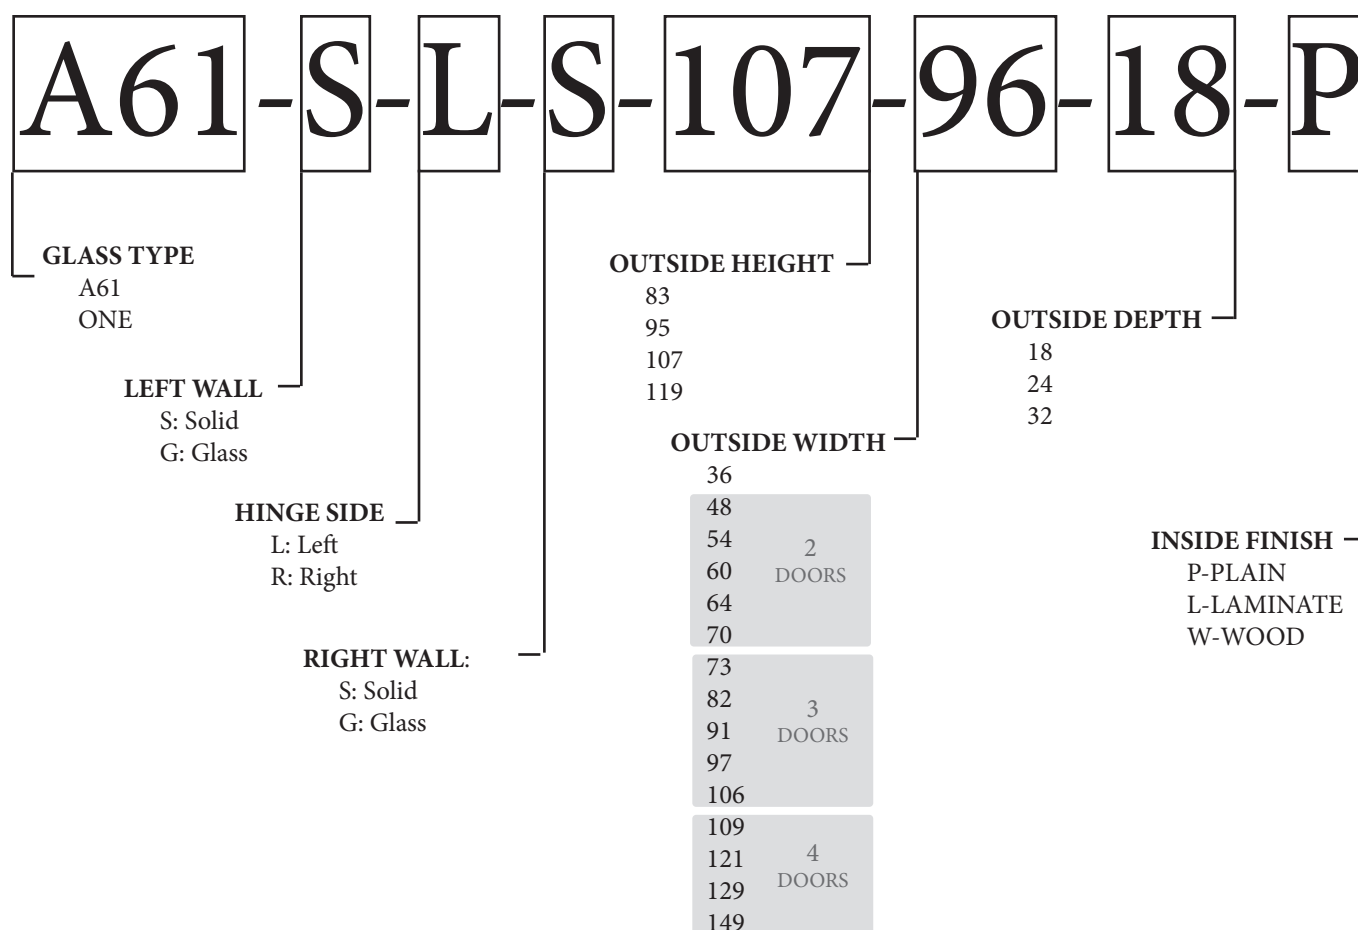 A61-S-L-S-107-96-18-P
GLASS TYPE
A61
ONE
LEFT WALL
S: Solid
G: Glass
HINGE SIDE
L: Left
R: Right
RIGHT WALL:
S: Solid
G: Glass
OUTSIDE HEIGHT
83
95
107
119
OUTSIDE WIDTH
36
48
54
60
64
70
2
DOORS
73
82
91
97
106
3
DOORS
109
121
129
149
4
DOORS
OUTSIDE DEPTH
18
24
32
INSIDE FINISH
P-PLAIN
L-LAMINATE
W-WOOD